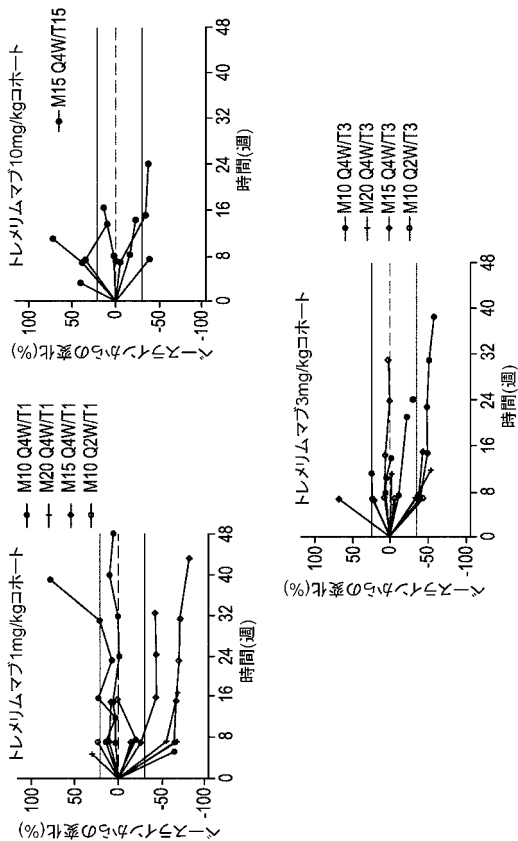 トレメリムマブ1mg/kgコホート
M10 Q4W/T1
M20 Q4W/T1
M15 Q4W/T1
M10 Q2W/T1
ベースラインからの変化(%)
100
50
0
-50
-100
0
8
16
24
32
40
48
時間(週)
トレメリムマブ10mg/kgコホート
M15 Q4W/T15
ベースラインからの変化(%)
100
50
0
-50
-100
0
8
16
24
32
40
48
時間(週)
トレメリムマブ3mg/kgコホート
M10 Q4W/T3
M20 Q4W/T3
M15 Q4W/T3
M10 Q2W/T3
ベースラインからの変化(%)
100
50
0
-50
-100
0
8
16
24
32
40
48
時間(週)